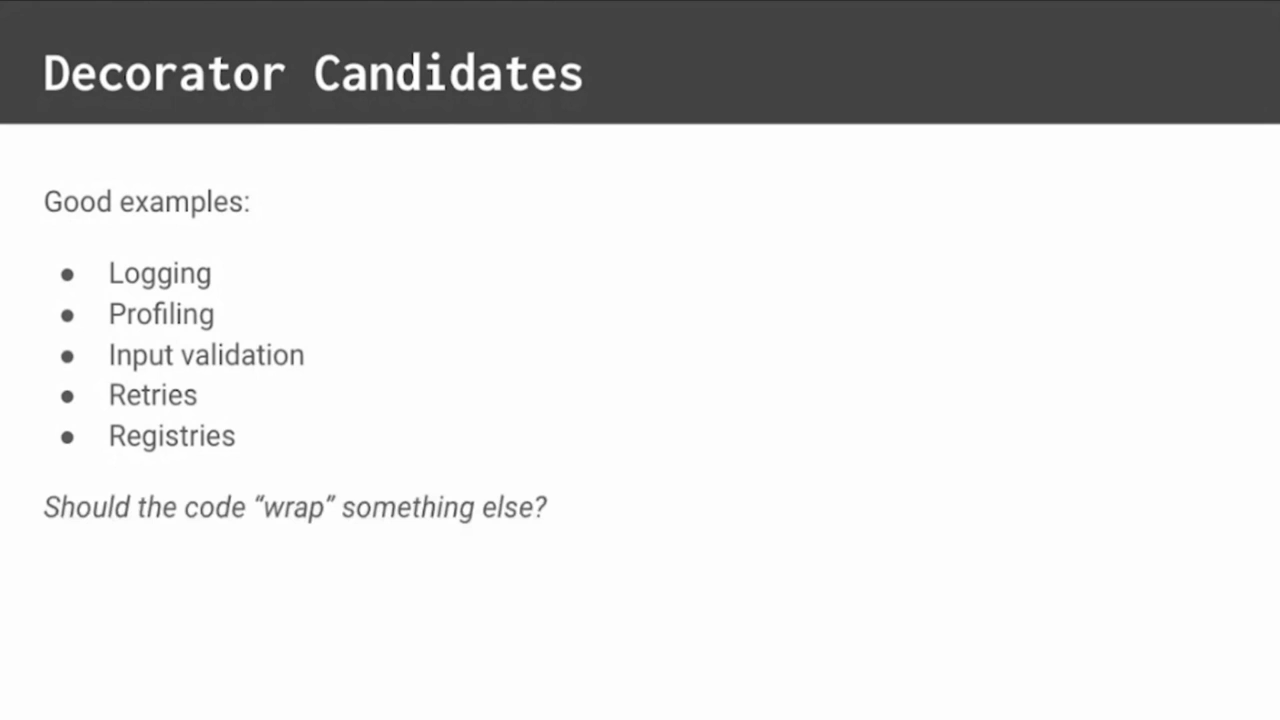 Decorator Candidates
Good examples:
● Logging
● Profiling
● Input validation
● Retries
● Registries
Should the code “wrap” something else?